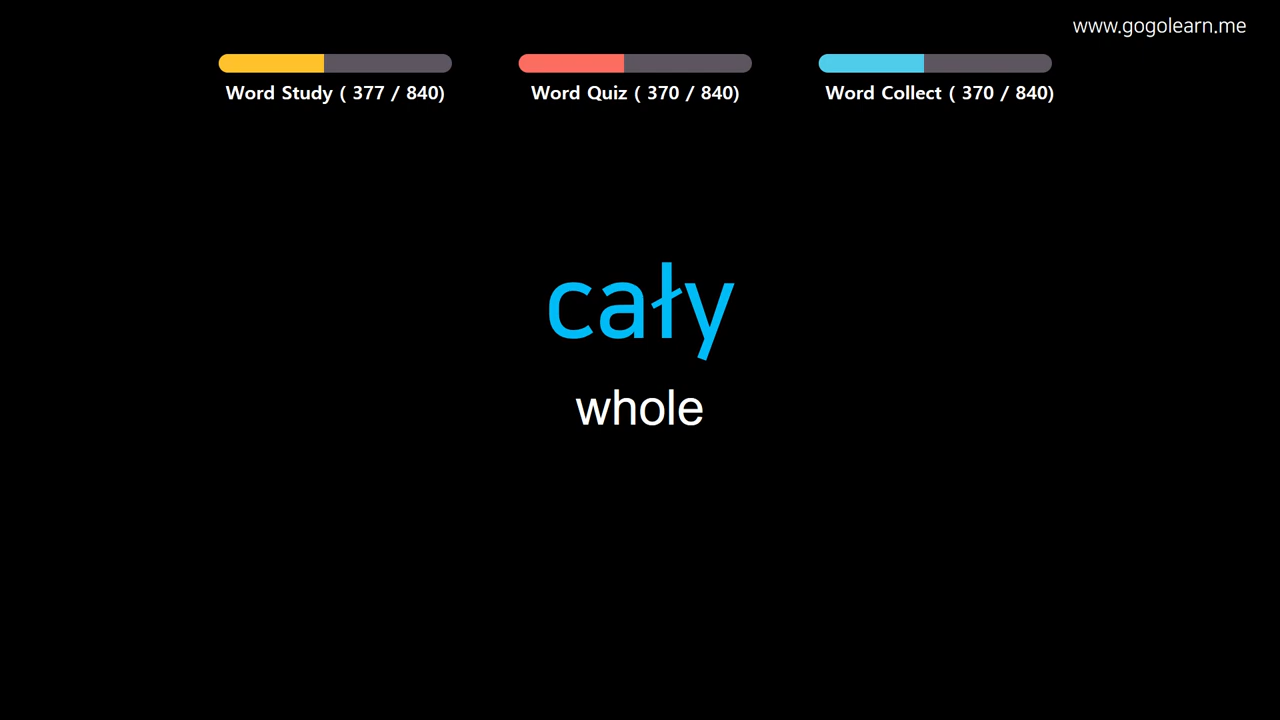 www.gogolearn.me
Word Study ( 377 / 840)
Word Quiz ( 370 / 840)
Word Collect ( 370 / 840)
cały
whole